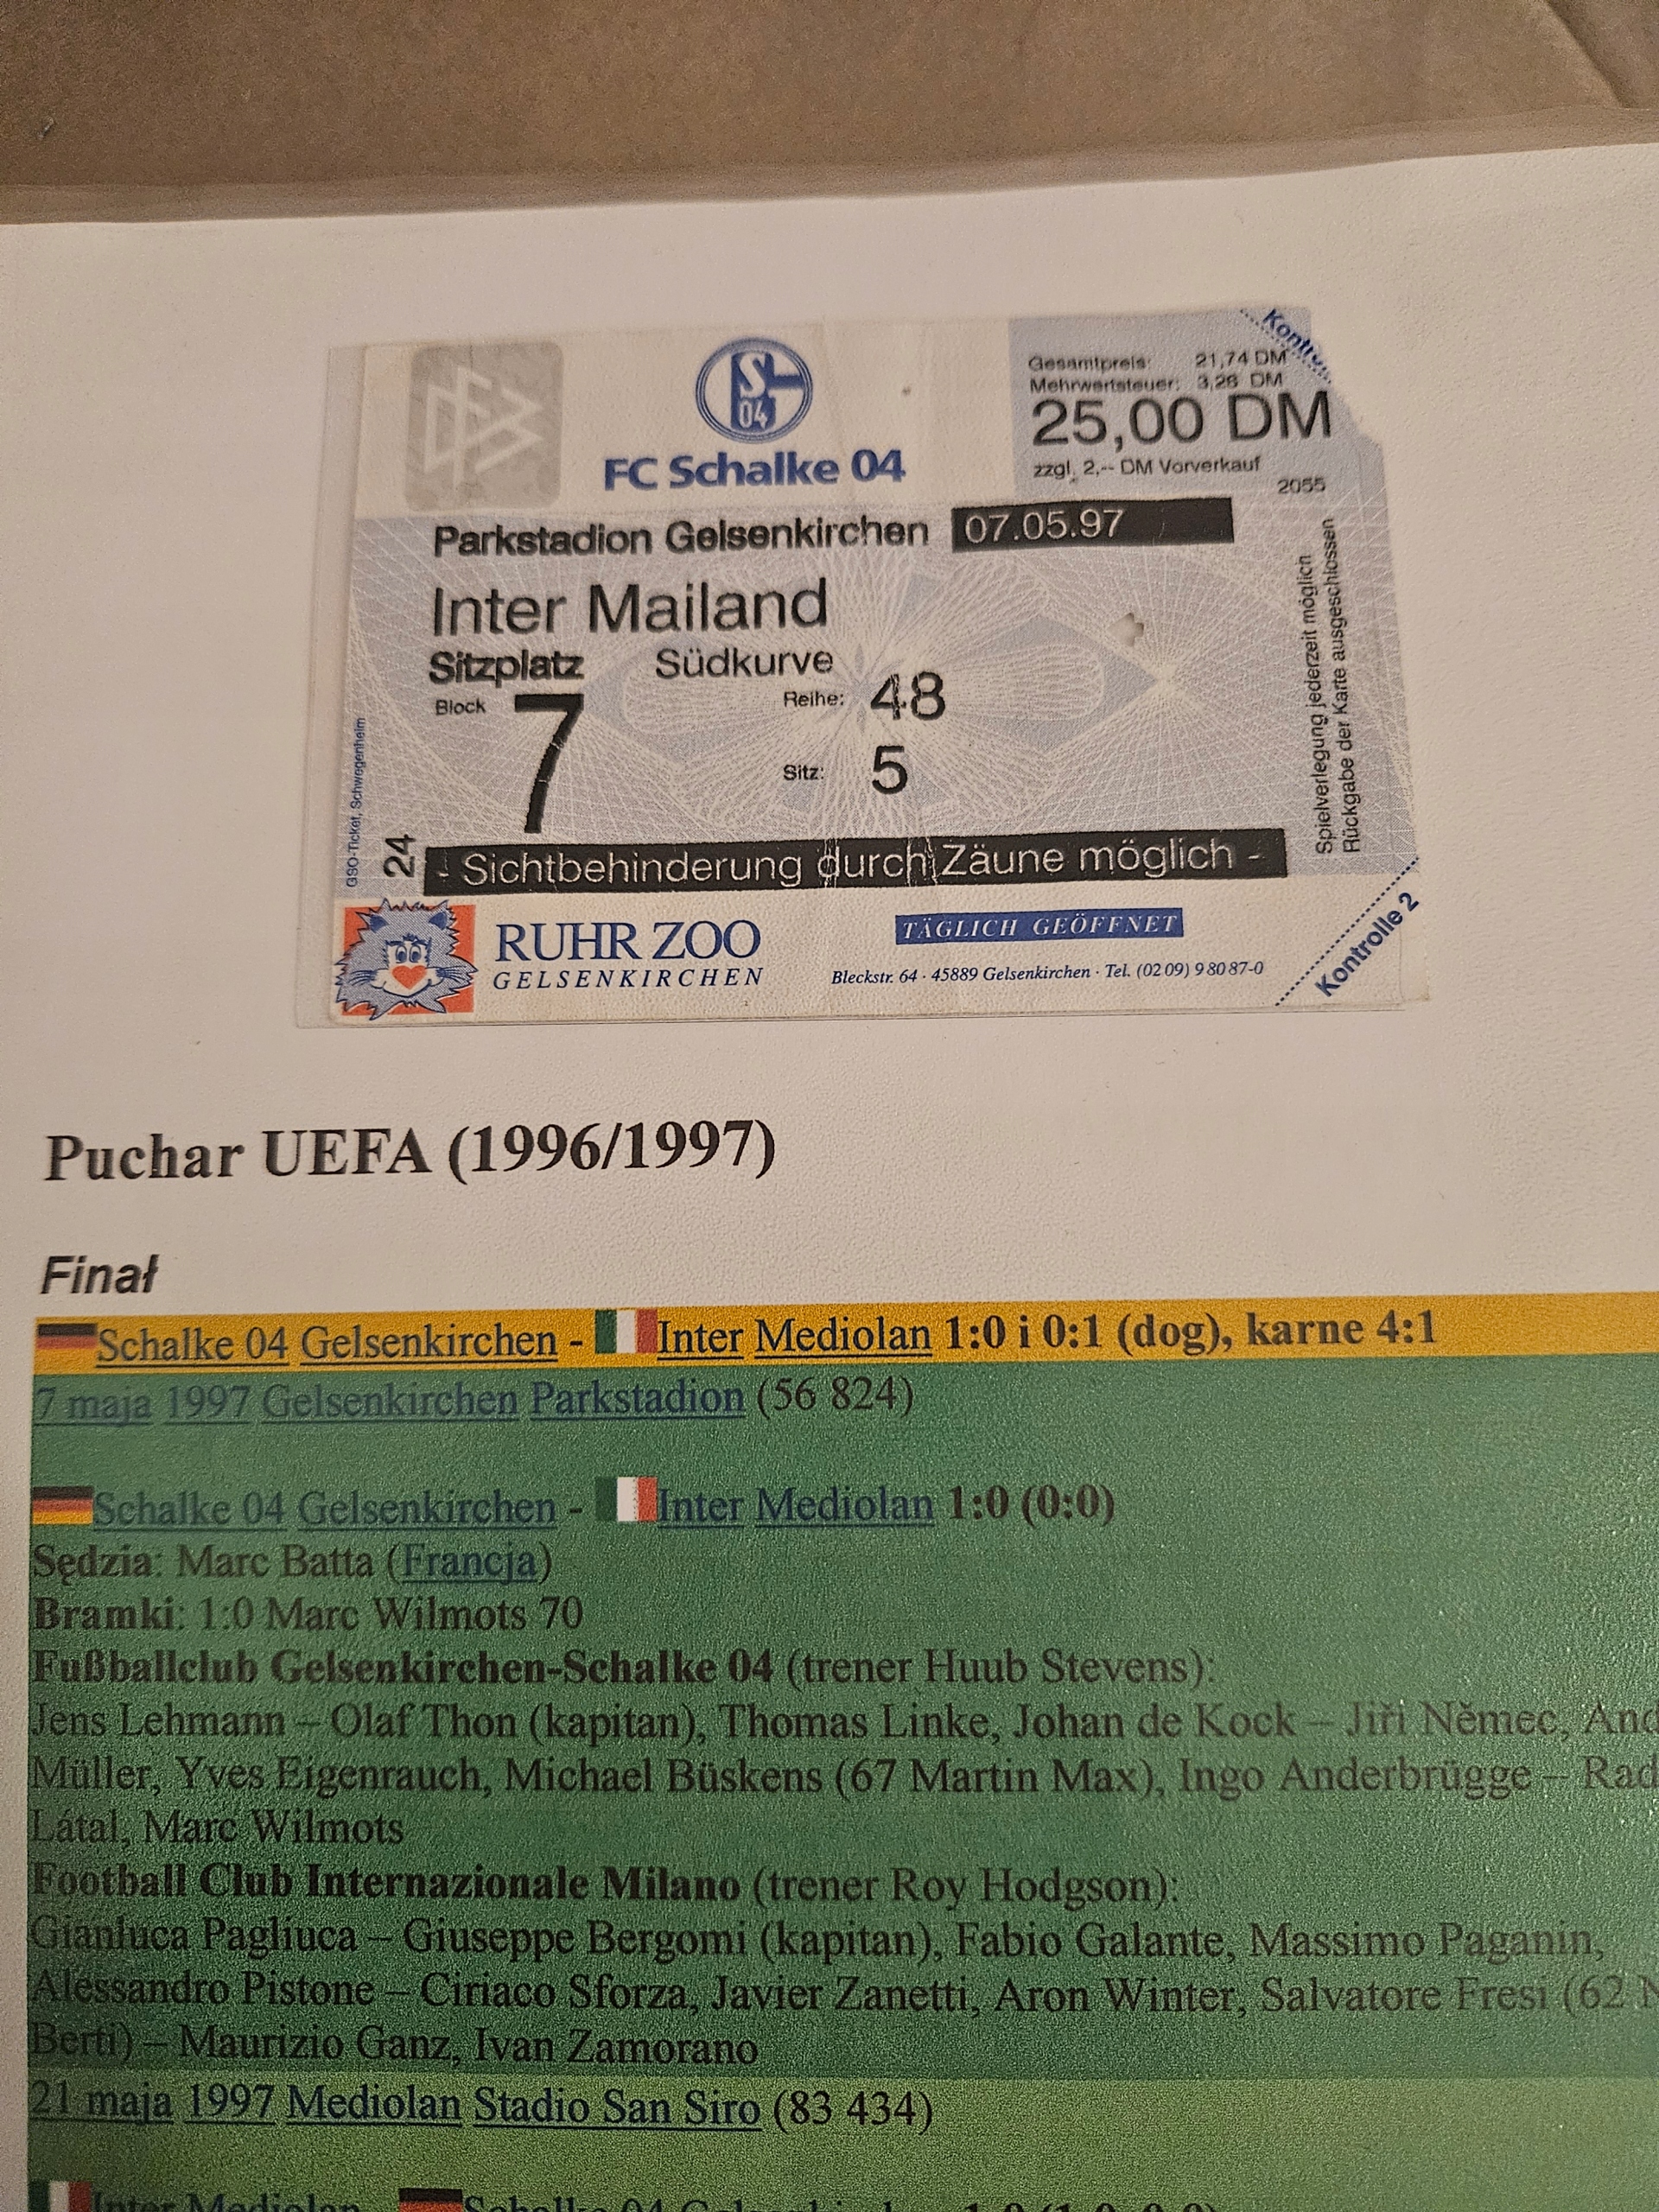 DFB
S
04
FC Schalke 04
Gesamtpreis: 21,74 DM
Mehrwertsteuer: 3,26 DM
25,00 DM
zzgl. 2,-- DM Vorverkauf
2055
Parkstadion Gelsenkirchen 07.05.97
Inter Mailand
Sitzplatz Südkurve
Block 7 Reihe: 48
Sitz: 5
- Sichtbehinderung durch Zäune möglich -
24
GSO-Ticket, Schwegenheim
Spielverlegung jederzeit möglich
Rückgabe der Karte ausgeschlossen
RUHR ZOO
GELSENKIRCHEN
TÄGLICH GEÖFFNET
Bleckstr. 64 · 45889 Gelsenkirchen · Tel. (02 09) 9 80 87-0
Kontrolle 2
Puchar UEFA (1996/1997)
Finał
Schalke 04 Gelsenkirchen - Inter Mediolan 1:0 i 0:1 (dog), karne 4:1
7 maja 1997 Gelsenkirchen Parkstadion (56 824)
Schalke 04 Gelsenkirchen - Inter Mediolan 1:0 (0:0)
Sędzia: Marc Batta (Francja)
Bramki: 1:0 Marc Wilmots 70
Fußballclub Gelsenkirchen-Schalke 04 (trener Huub Stevens):
Jens Lehmann – Olaf Thon (kapitan), Thomas Linke, Johan de Kock – Jiři Němec,
Müller, Yves Eigenrauch, Michael Büskens (67 Martin Max), Ingo Anderbrügge –
Látal, Marc Wilmots
Football Club Internazionale Milano (trener Roy Hodgson):
Gianluca Pagliuca – Giuseppe Bergomi (kapitan), Fabio Galante, Massimo Paganin,
Alessandro Pistone – Ciriaco Sforza, Javier Zanetti, Aron Winter, Salvatore Fresi (62
Berti) – Maurizio Ganz, Ivan Zamorano
21 maja 1997 Mediolan Stadio San Siro (83 434)
Inter Mediolan - Schalke 04